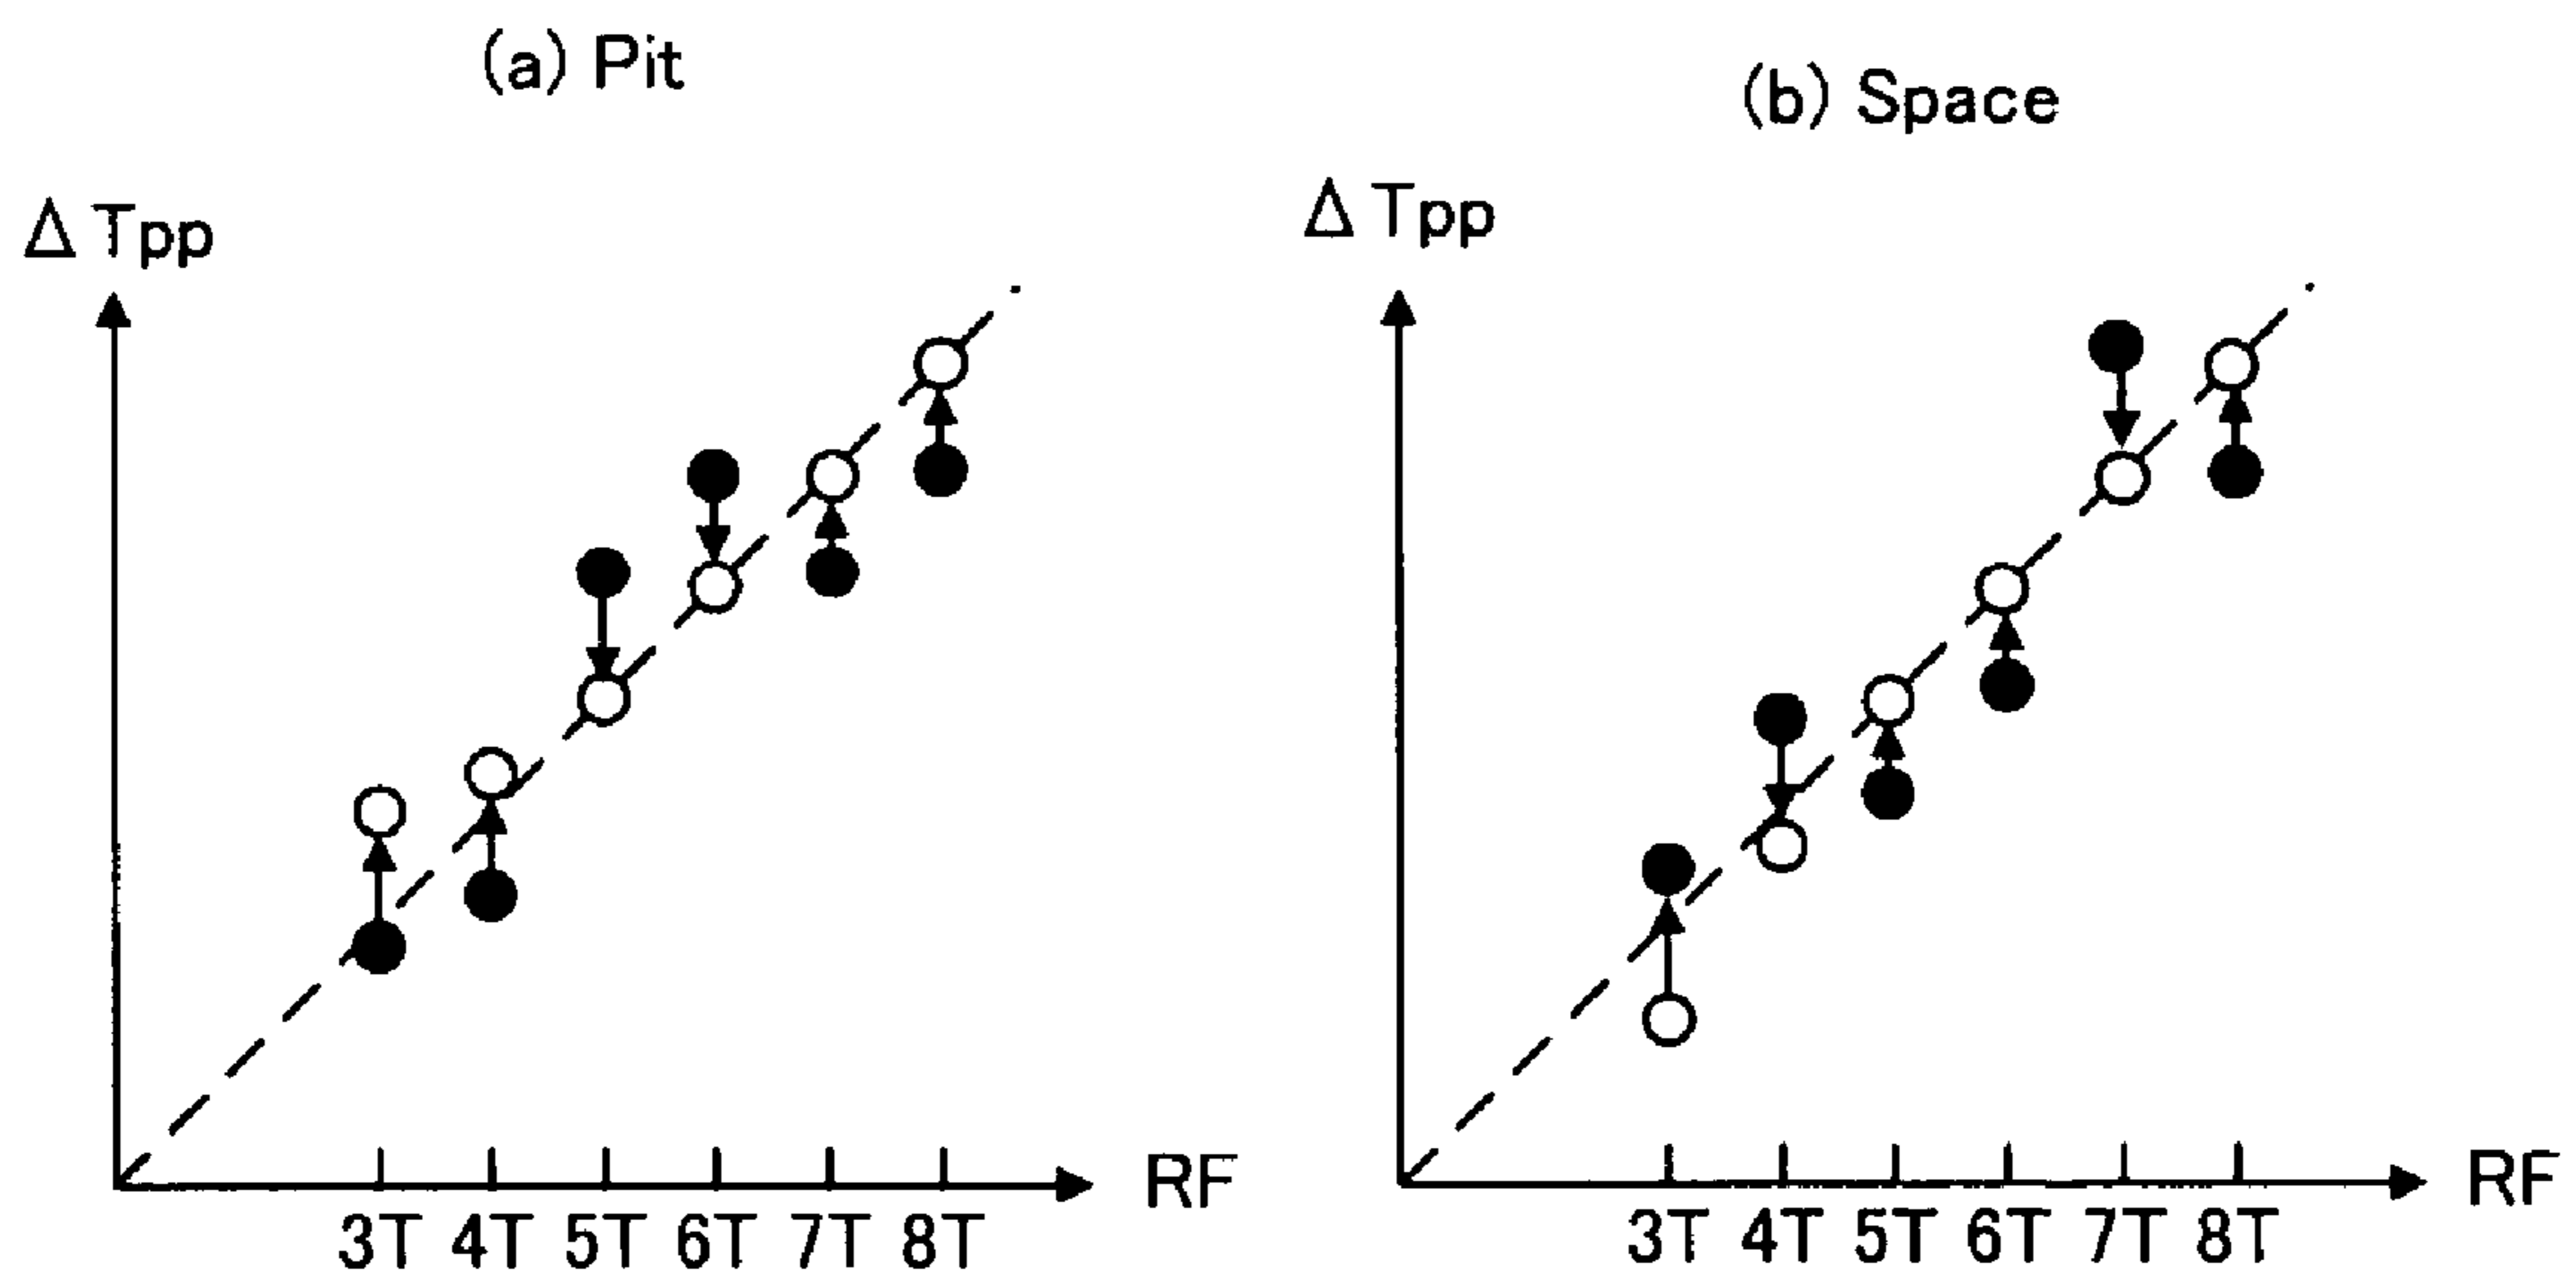 (a) Pit
(b) Space
Δ Tpp
Δ Tpp
RF
3T 4T 5T 6T 7T 8T
RF
3T 4T 5T 6T 7T 8T